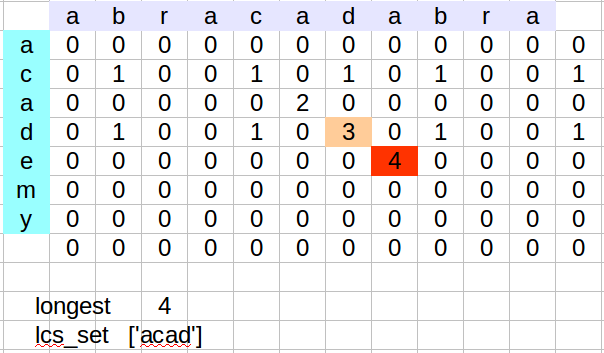 a b r a c a d a b r a
a 0 0 0 0 0 0 0 0 0 0 0 0
c 0 1 0 0 1 0 1 0 1 0 0 1
a 0 0 0 0 0 2 0 0 0 0 0 0
d 0 1 0 0 1 0 3 0 1 0 0 1
e 0 0 0 0 0 0 0 4 0 0 0 0
m 0 0 0 0 0 0 0 0 0 0 0 0
y 0 0 0 0 0 0 0 0 0 0 0 0
0 0 0 0 0 0 0 0 0 0 0 0
longest 4
lcs_set ['acad']